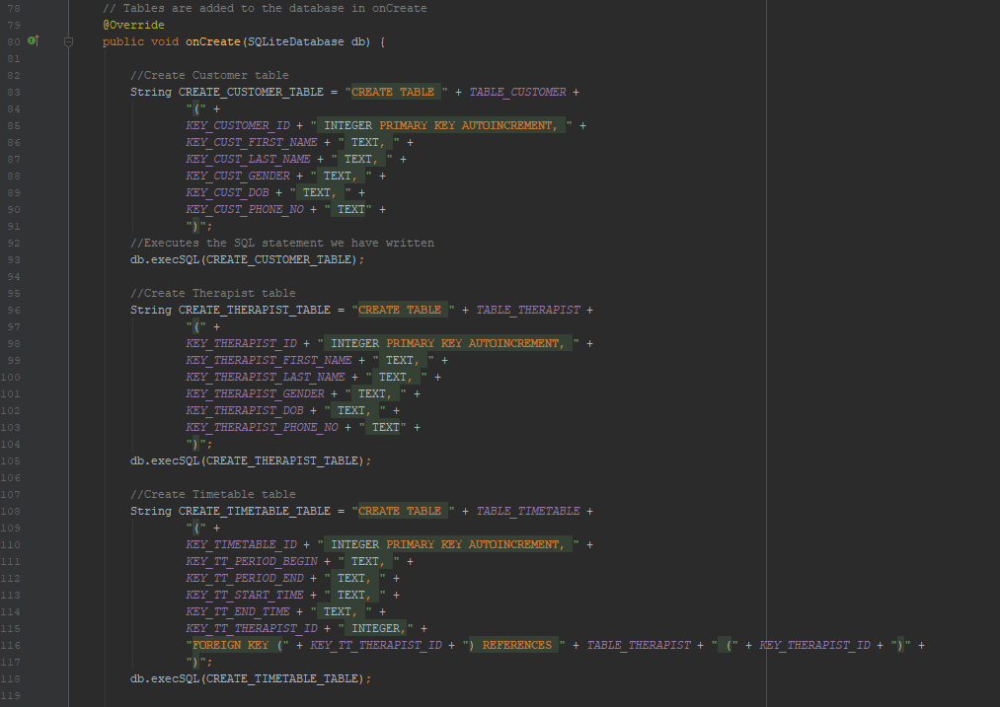 78 // Tables are added to the database in onCreate
79 @Override
80 public void onCreate(SQLiteDatabase db) {
81
82 //Create Customer table
83 String CREATE_CUSTOMER_TABLE = "CREATE TABLE " + TABLE_CUSTOMER +
84 "(" +
85 KEY_CUSTOMER_ID + " INTEGER PRIMARY KEY AUTOINCREMENT, " +
86 KEY_CUST_FIRST_NAME + " TEXT, " +
87 KEY_CUST_LAST_NAME + " TEXT, " +
88 KEY_CUST_GENDER + " TEXT, " +
89 KEY_CUST_DOB + " TEXT, " +
90 KEY_CUST_PHONE_NO + " TEXT" +
91 ")";
92 //Executes the SQL statement we have written
93 db.execSQL(CREATE_CUSTOMER_TABLE);
94
95 //Create Therapist table
96 String CREATE_THERAPIST_TABLE = "CREATE TABLE " + TABLE_THERAPIST +
97 "(" +
98 KEY_THERAPIST_ID + " INTEGER PRIMARY KEY AUTOINCREMENT, " +
99 KEY_THERAPIST_FIRST_NAME + " TEXT, " +
100 KEY_THERAPIST_LAST_NAME + " TEXT, " +
101 KEY_THERAPIST_GENDER + " TEXT, " +
102 KEY_THERAPIST_DOB + " TEXT, " +
103 KEY_THERAPIST_PHONE_NO + " TEXT" +
104 ")";
105 db.execSQL(CREATE_THERAPIST_TABLE);
106
107 //Create Timetable table
108 String CREATE_TIMETABLE_TABLE = "CREATE TABLE " + TABLE_TIMETABLE +
109 "(" +
110 KEY_TIMETABLE_ID + " INTEGER PRIMARY KEY AUTOINCREMENT, " +
111 KEY_TT_PERIOD_BEGIN + " TEXT, " +
112 KEY_TT_PERIOD_END + " TEXT, " +
113 KEY_TT_START_TIME + " TEXT, " +
114 KEY_TT_END_TIME + " TEXT, " +
115 KEY_TT_THERAPIST_ID + " INTEGER," +
116 "FOREIGN KEY (" + KEY_TT_THERAPIST_ID + ") REFERENCES " + TABLE_THERAPIST + " (" + KEY_THERAPIST_ID + ")" +
117 ")";
118 db.execSQL(CREATE_TIMETABLE_TABLE);
119